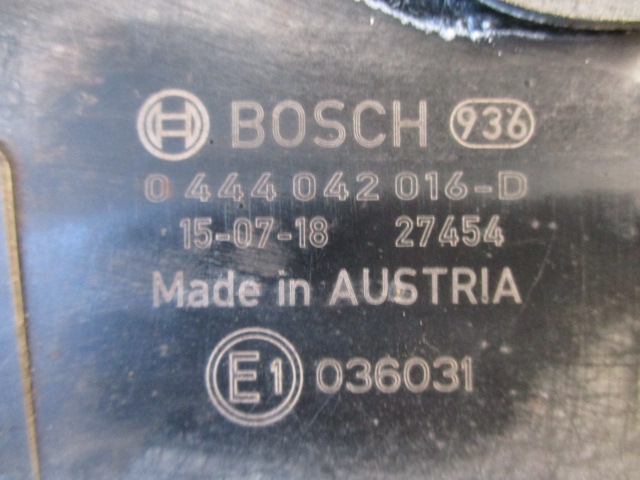 BOSCH 936
0 444 042 016-D
15-07-18 27454
Made in AUSTRIA
E1 036031